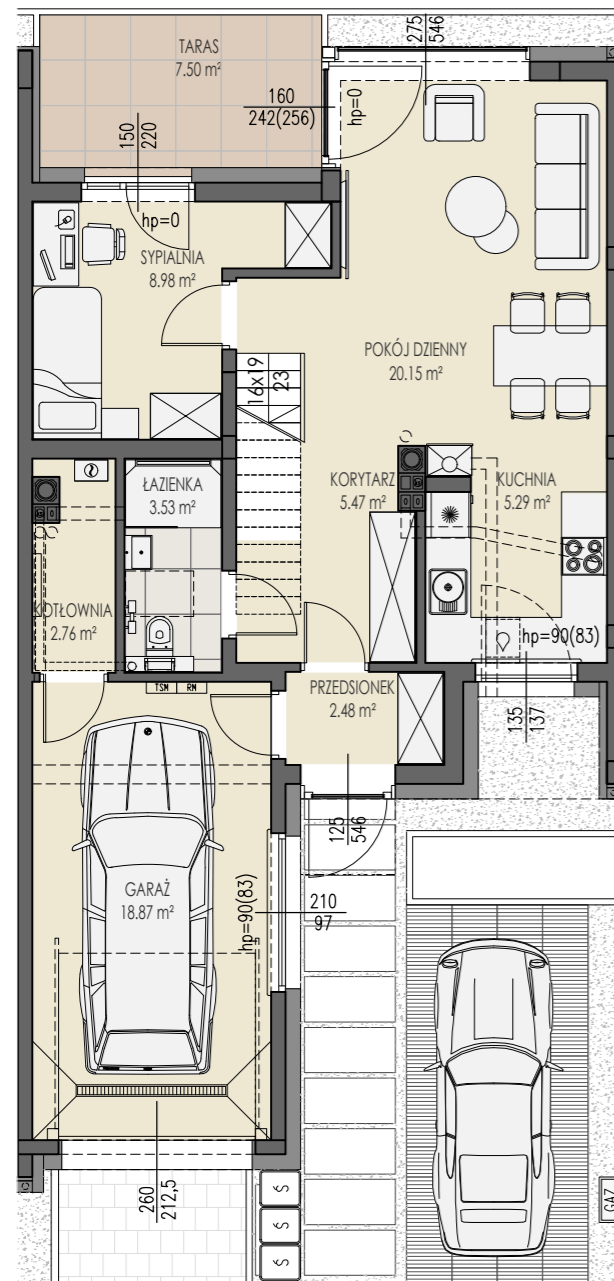 TARAS
7.50 m²
275
546
160
242(256)
hp=0
150
220
hp=0
SYPIALNIA
8.98 m²
POKÓJ DZIENNY
20.15 m²
16x19
23
ŁAZIENKA
3.53 m²
KORYTARZ
5.47 m²
KUCHNIA
5.29 m²
KOTŁOWNIA
2.76 m²
hp=90(83)
TSM
RM
PRZEDSIONEK
2.48 m²
135
137
125
546
GARAŻ
18.87 m²
hp=90(83)
210
97
260
212,5
S
S
S
GAZ